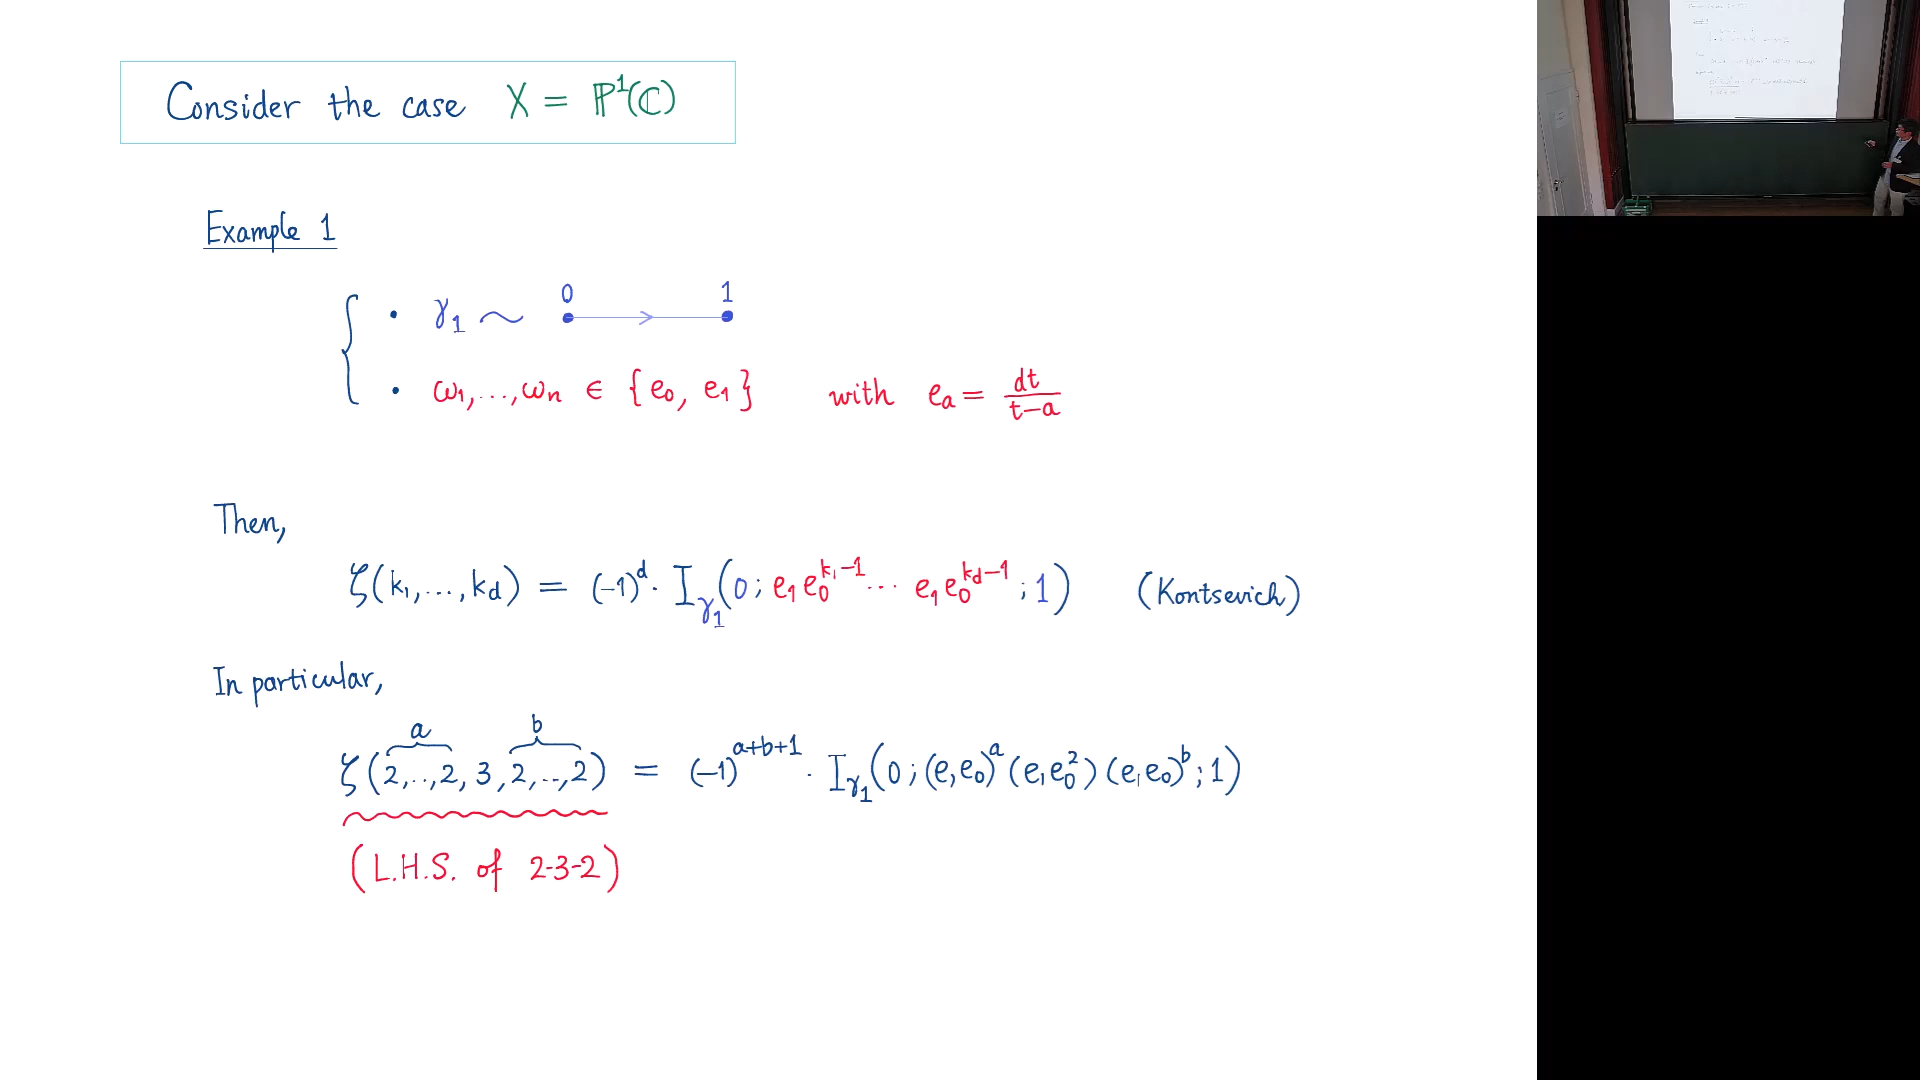 Consider the case X = ℙ¹(ℂ)
Example 1
{ • γ₁ ~ 0 1
• ω₁,...,ωn ∈ {e₀, e₁} with eₐ = dt/(t−a)
Then,
ζ(k₁,...,k_d) = (−1)^d · I_γ₁(0; e₁e₀^{k₁−1} ... e₁e₀^{k_d−1}; 1) (Kontsevich)
In particular,
ζ(2,..,2, 3, 2,..,2) = (−1)^{a+b+1} · I_γ₁(0; (e₁e₀)^a (e₁e₀²) (e₁e₀)^b; 1)
a b
(L.H.S. of 2-3-2)